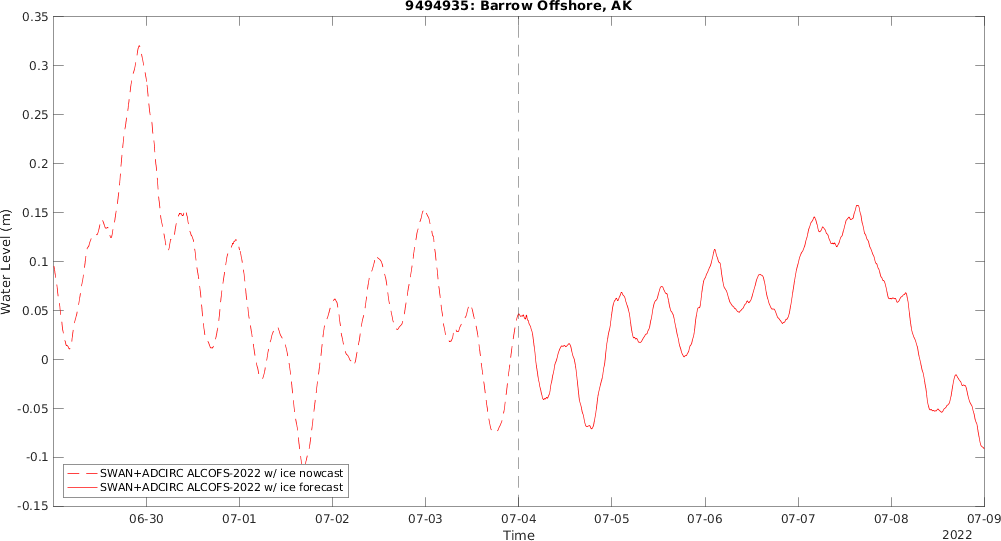 9494935: Barrow Offshore, AK
0.35
0.3
0.25
0.2
0.15
0.1
0.05
0
-0.05
-0.1
-0.15
Water Level (m)
SWAN+ADCIRC ALCOFS-2022 w/ ice nowcast
SWAN+ADCIRC ALCOFS-2022 w/ ice forecast
06-30 07-01 07-02 07-03 07-04 07-05 07-06 07-07 07-08 07-09
Time
2022